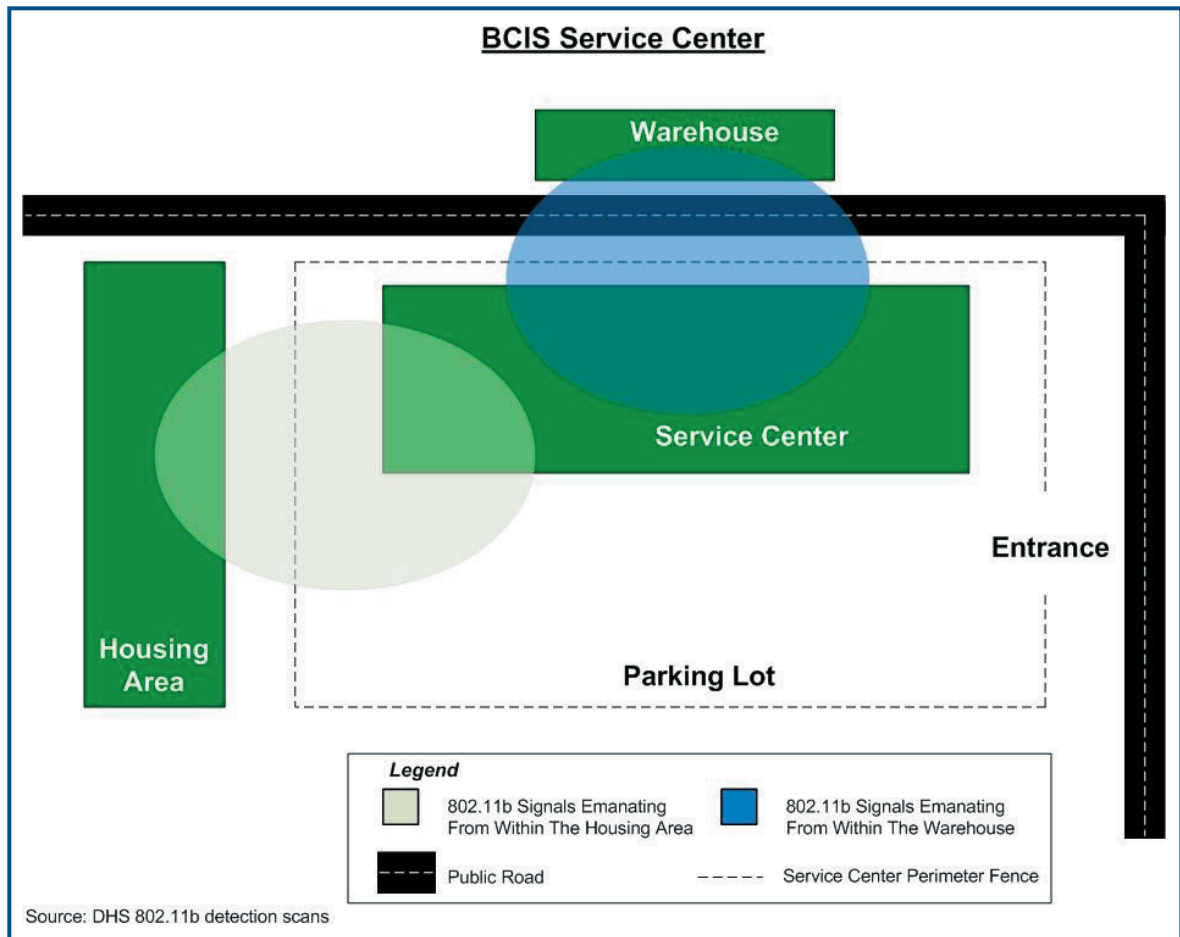 BCIS Service Center
Warehouse
Service Center
Entrance
Housing
Area
Parking Lot
Legend
802.11b Signals Emanating
From Within The Housing Area
802.11b Signals Emanating
From Within The Warehouse
Public Road
Service Center Perimeter Fence
Source: DHS 802.11b detection scans